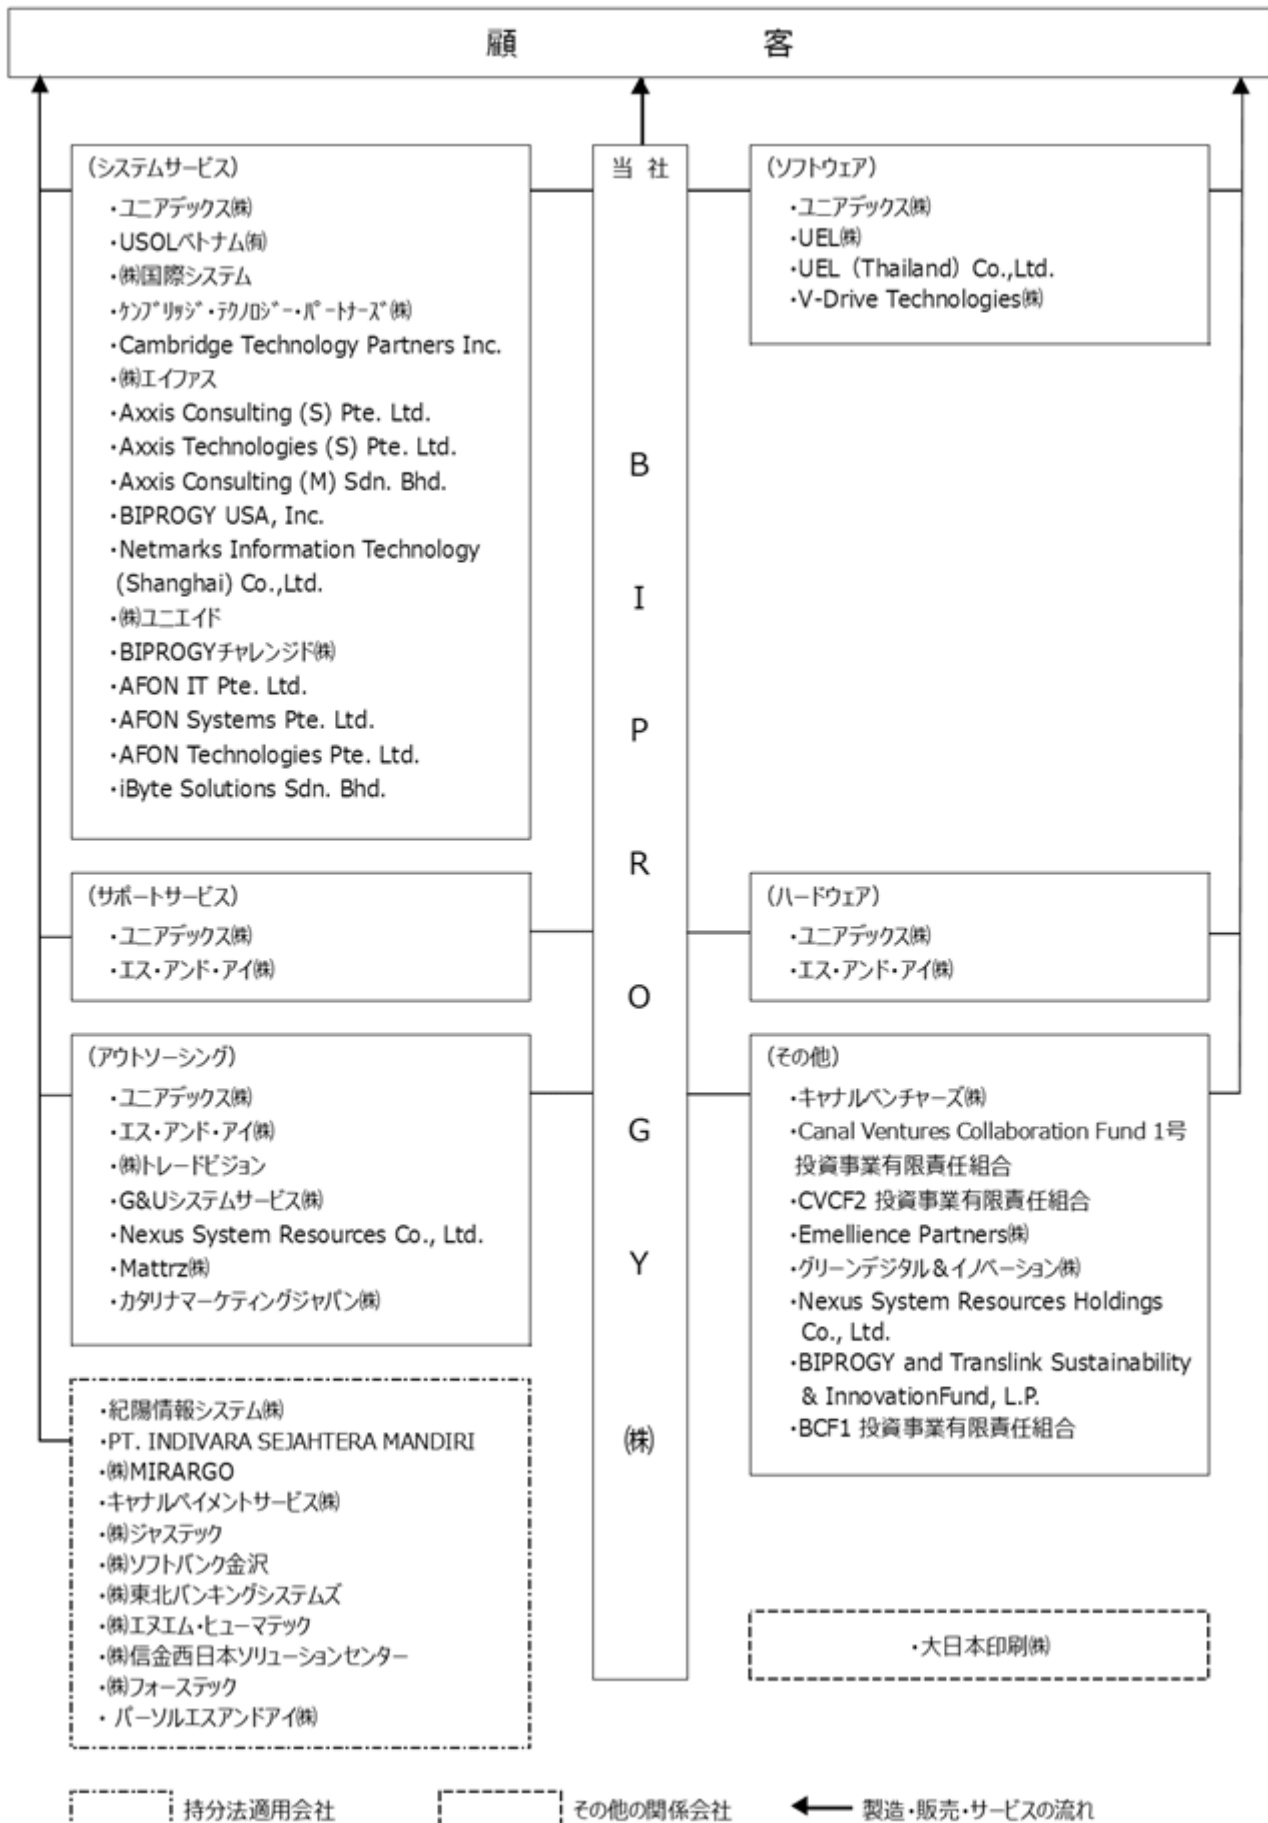 顧 客
(システムサービス)
・ユニアデックス㈱
・USOLベトナム㈲
・㈱国際システム
・ｹﾝﾌﾞﾘｯｼﾞ・ﾃｸﾉﾛｼﾞｰ・ﾊﾟｰﾄﾅｰｽﾞ㈱
・Cambridge Technology Partners Inc.
・㈱エイファス
・Axxis Consulting (S) Pte. Ltd.
・Axxis Technologies (S) Pte. Ltd.
・Axxis Consulting (M) Sdn. Bhd.
・BIPROGY USA, Inc.
・Netmarks Information Technology
(Shanghai) Co.,Ltd.
・㈱ユニエイド
・BIPROGYチャレンジド㈱
・AFON IT Pte. Ltd.
・AFON Systems Pte. Ltd.
・AFON Technologies Pte. Ltd.
・iByte Solutions Sdn. Bhd.
(サポートサービス)
・ユニアデックス㈱
・エス・アンド・アイ㈱
(アウトソーシング)
・ユニアデックス㈱
・エス・アンド・アイ㈱
・㈱トレードビジョン
・G&Uシステムサービス㈱
・Nexus System Resources Co., Ltd.
・Mattrz㈱
・カタリナマーケティングジャパン㈱
・紀陽情報システム㈱
・PT. INDIVARA SEJAHTERA MANDIRI
・㈱MIRARGO
・キャナルペイメントサービス㈱
・㈱ジャステック
・㈱ソフトバンク金沢
・㈱東北バンキングシステムズ
・㈱エヌエム・ヒューマテック
・㈱信金西日本ソリューションセンター
・㈱フォーステック
・ パーソルエスアンドアイ㈱
当 社
B
I
P
R
O
G
Y
㈱
(ソフトウェア)
・ユニアデックス㈱
・UEL㈱
・UEL (Thailand) Co.,Ltd.
・V-Drive Technologies㈱
(ハードウェア)
・ユニアデックス㈱
・エス・アンド・アイ㈱
(その他)
・キャナルベンチャーズ㈱
・Canal Ventures Collaboration Fund 1号
投資事業有限責任組合
・CVCF2 投資事業有限責任組合
・Emellience Partners㈱
・グリーンデジタル＆イノベーション㈱
・Nexus System Resources Holdings
Co., Ltd.
・BIPROGY and Translink Sustainability
& InnovationFund, L.P.
・BCF1 投資事業有限責任組合
・大日本印刷㈱
持分法適用会社
その他の関係会社
製造・販売・サービスの流れ